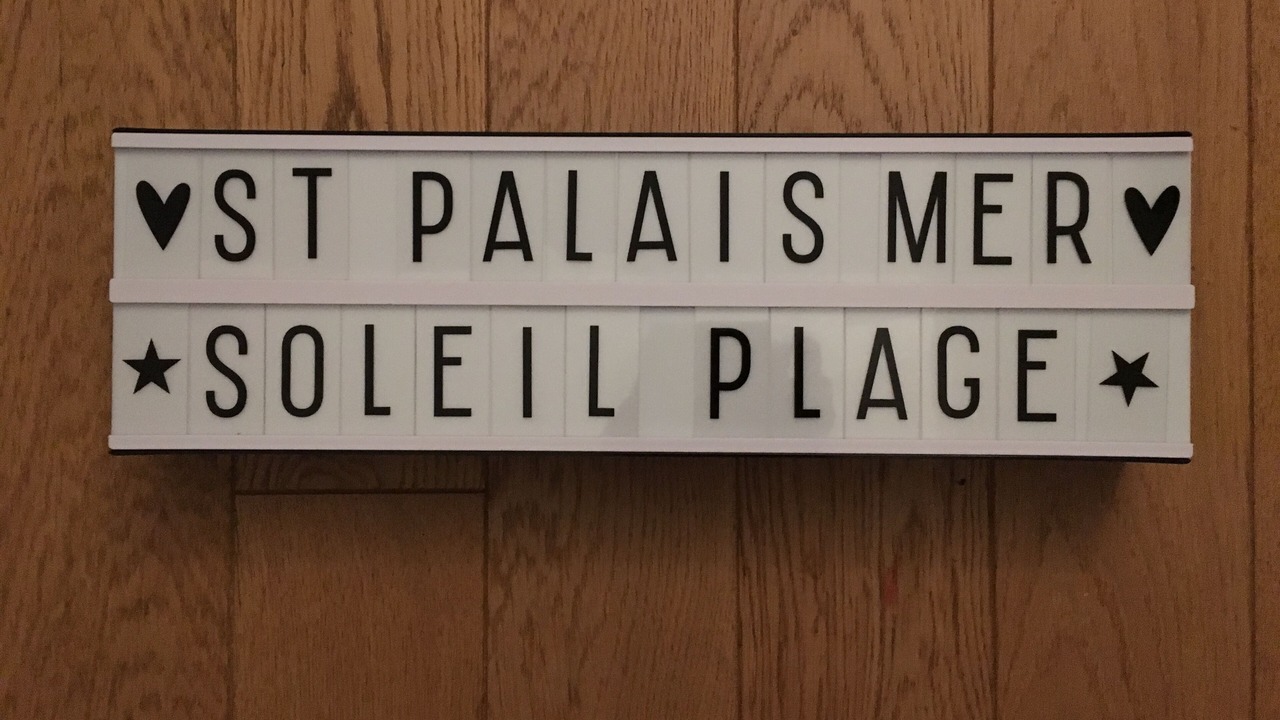 ♥ST PALAIS MER♥
★SOLEIL PLAGE★